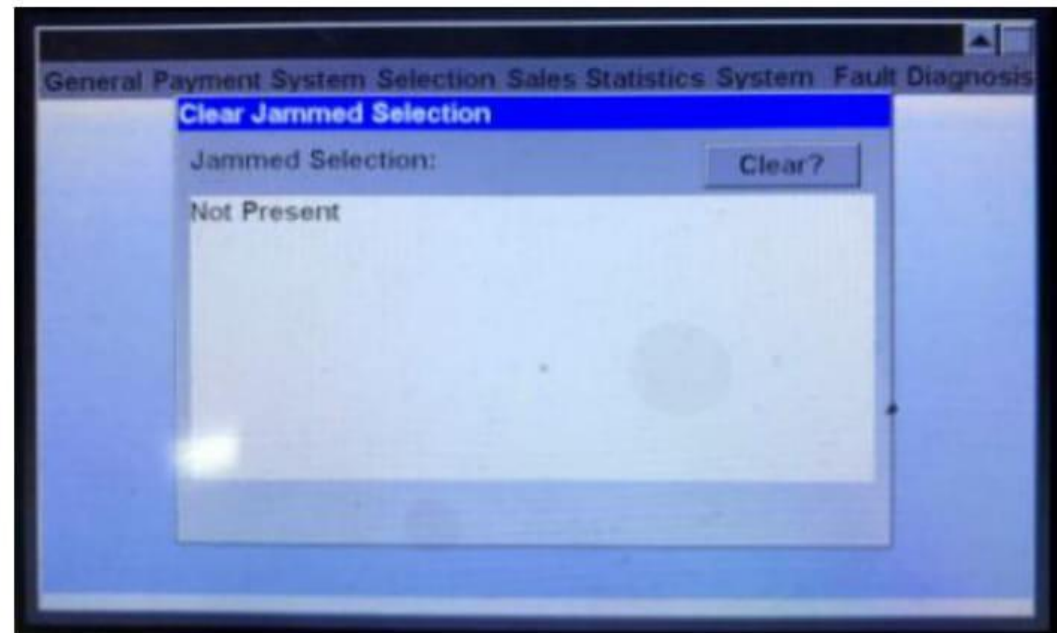 General Payment System Selection Sales Statistics System Fault Diagnosis
Clear Jammed Selection
Jammed Selection:
Clear?
Not Present